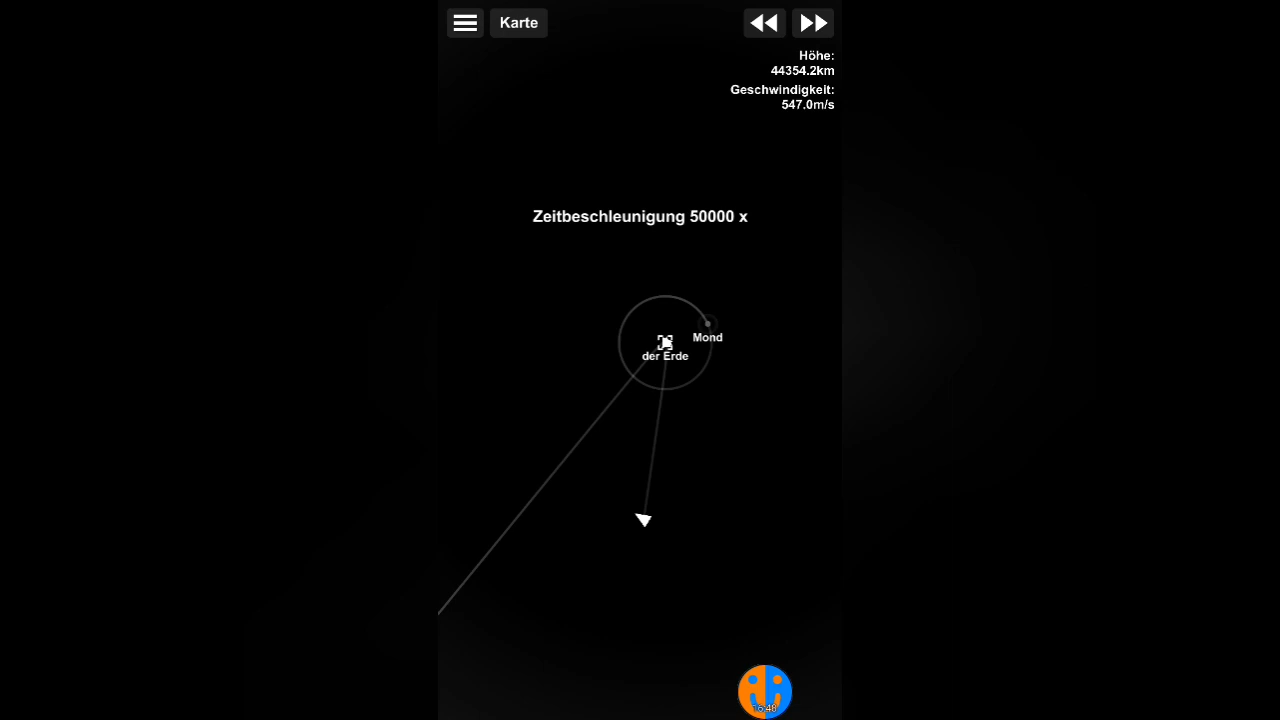 Karte
Höhe:
44354.2km
Geschwindigkeit:
547.0m/s
Zeitbeschleunigung 50000 x
Mond
der Erde